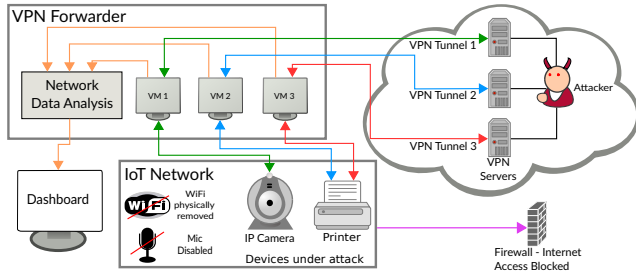 VPN Forwarder
Network
Data Analysis
VM 1
VM 2
VM 3
VPN Tunnel 1
VPN Tunnel 2
VPN Tunnel 3
VPN
Servers
Attacker
Dashboard
IoT Network
WiFi
WiFi
physically
removed
Mic
Disabled
IP Camera
Printer
Devices under attack
Firewall - Internet
Access Blocked